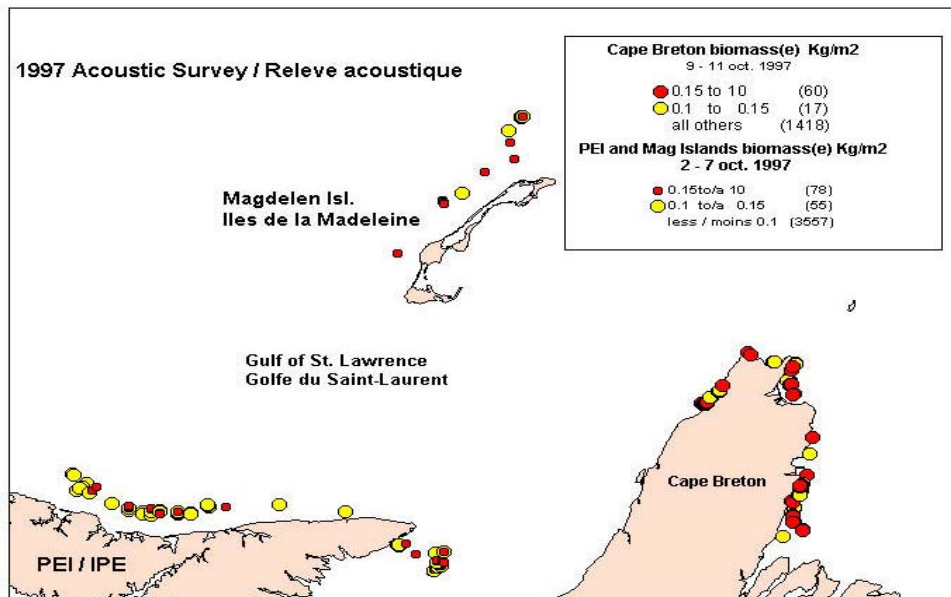 1997 Acoustic Survey / Releve acoustique
Cape Breton biomass(e) Kg/m2
9 - 11 oct. 1997
0.15 to 10 (60)
0.1 to 0.15 (17)
all others (1418)
PEI and Mag Islands biomass(e) Kg/m2
2 - 7 oct. 1997
0.15to/a 10 (78)
0.1 to/a 0.15 (55)
less / moins 0.1 (3557)
Magdelen Isl.
Iles de la Madeleine
Gulf of St. Lawrence
Golfe du Saint-Laurent
Cape Breton
PEI / IPE